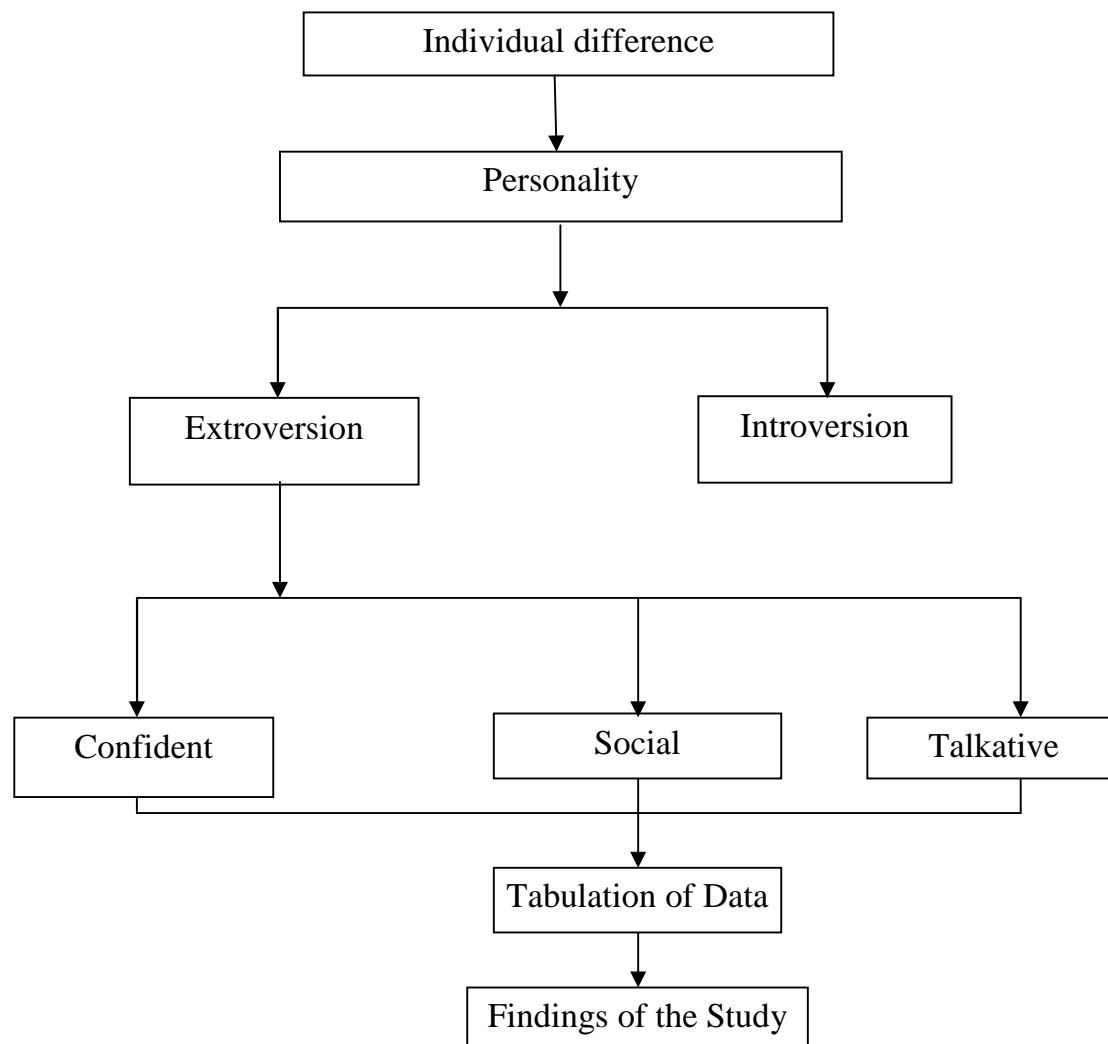 Individual difference
Personality
Extroversion
Introversion
Confident
Social
Talkative
Tabulation of Data
Findings of the Study